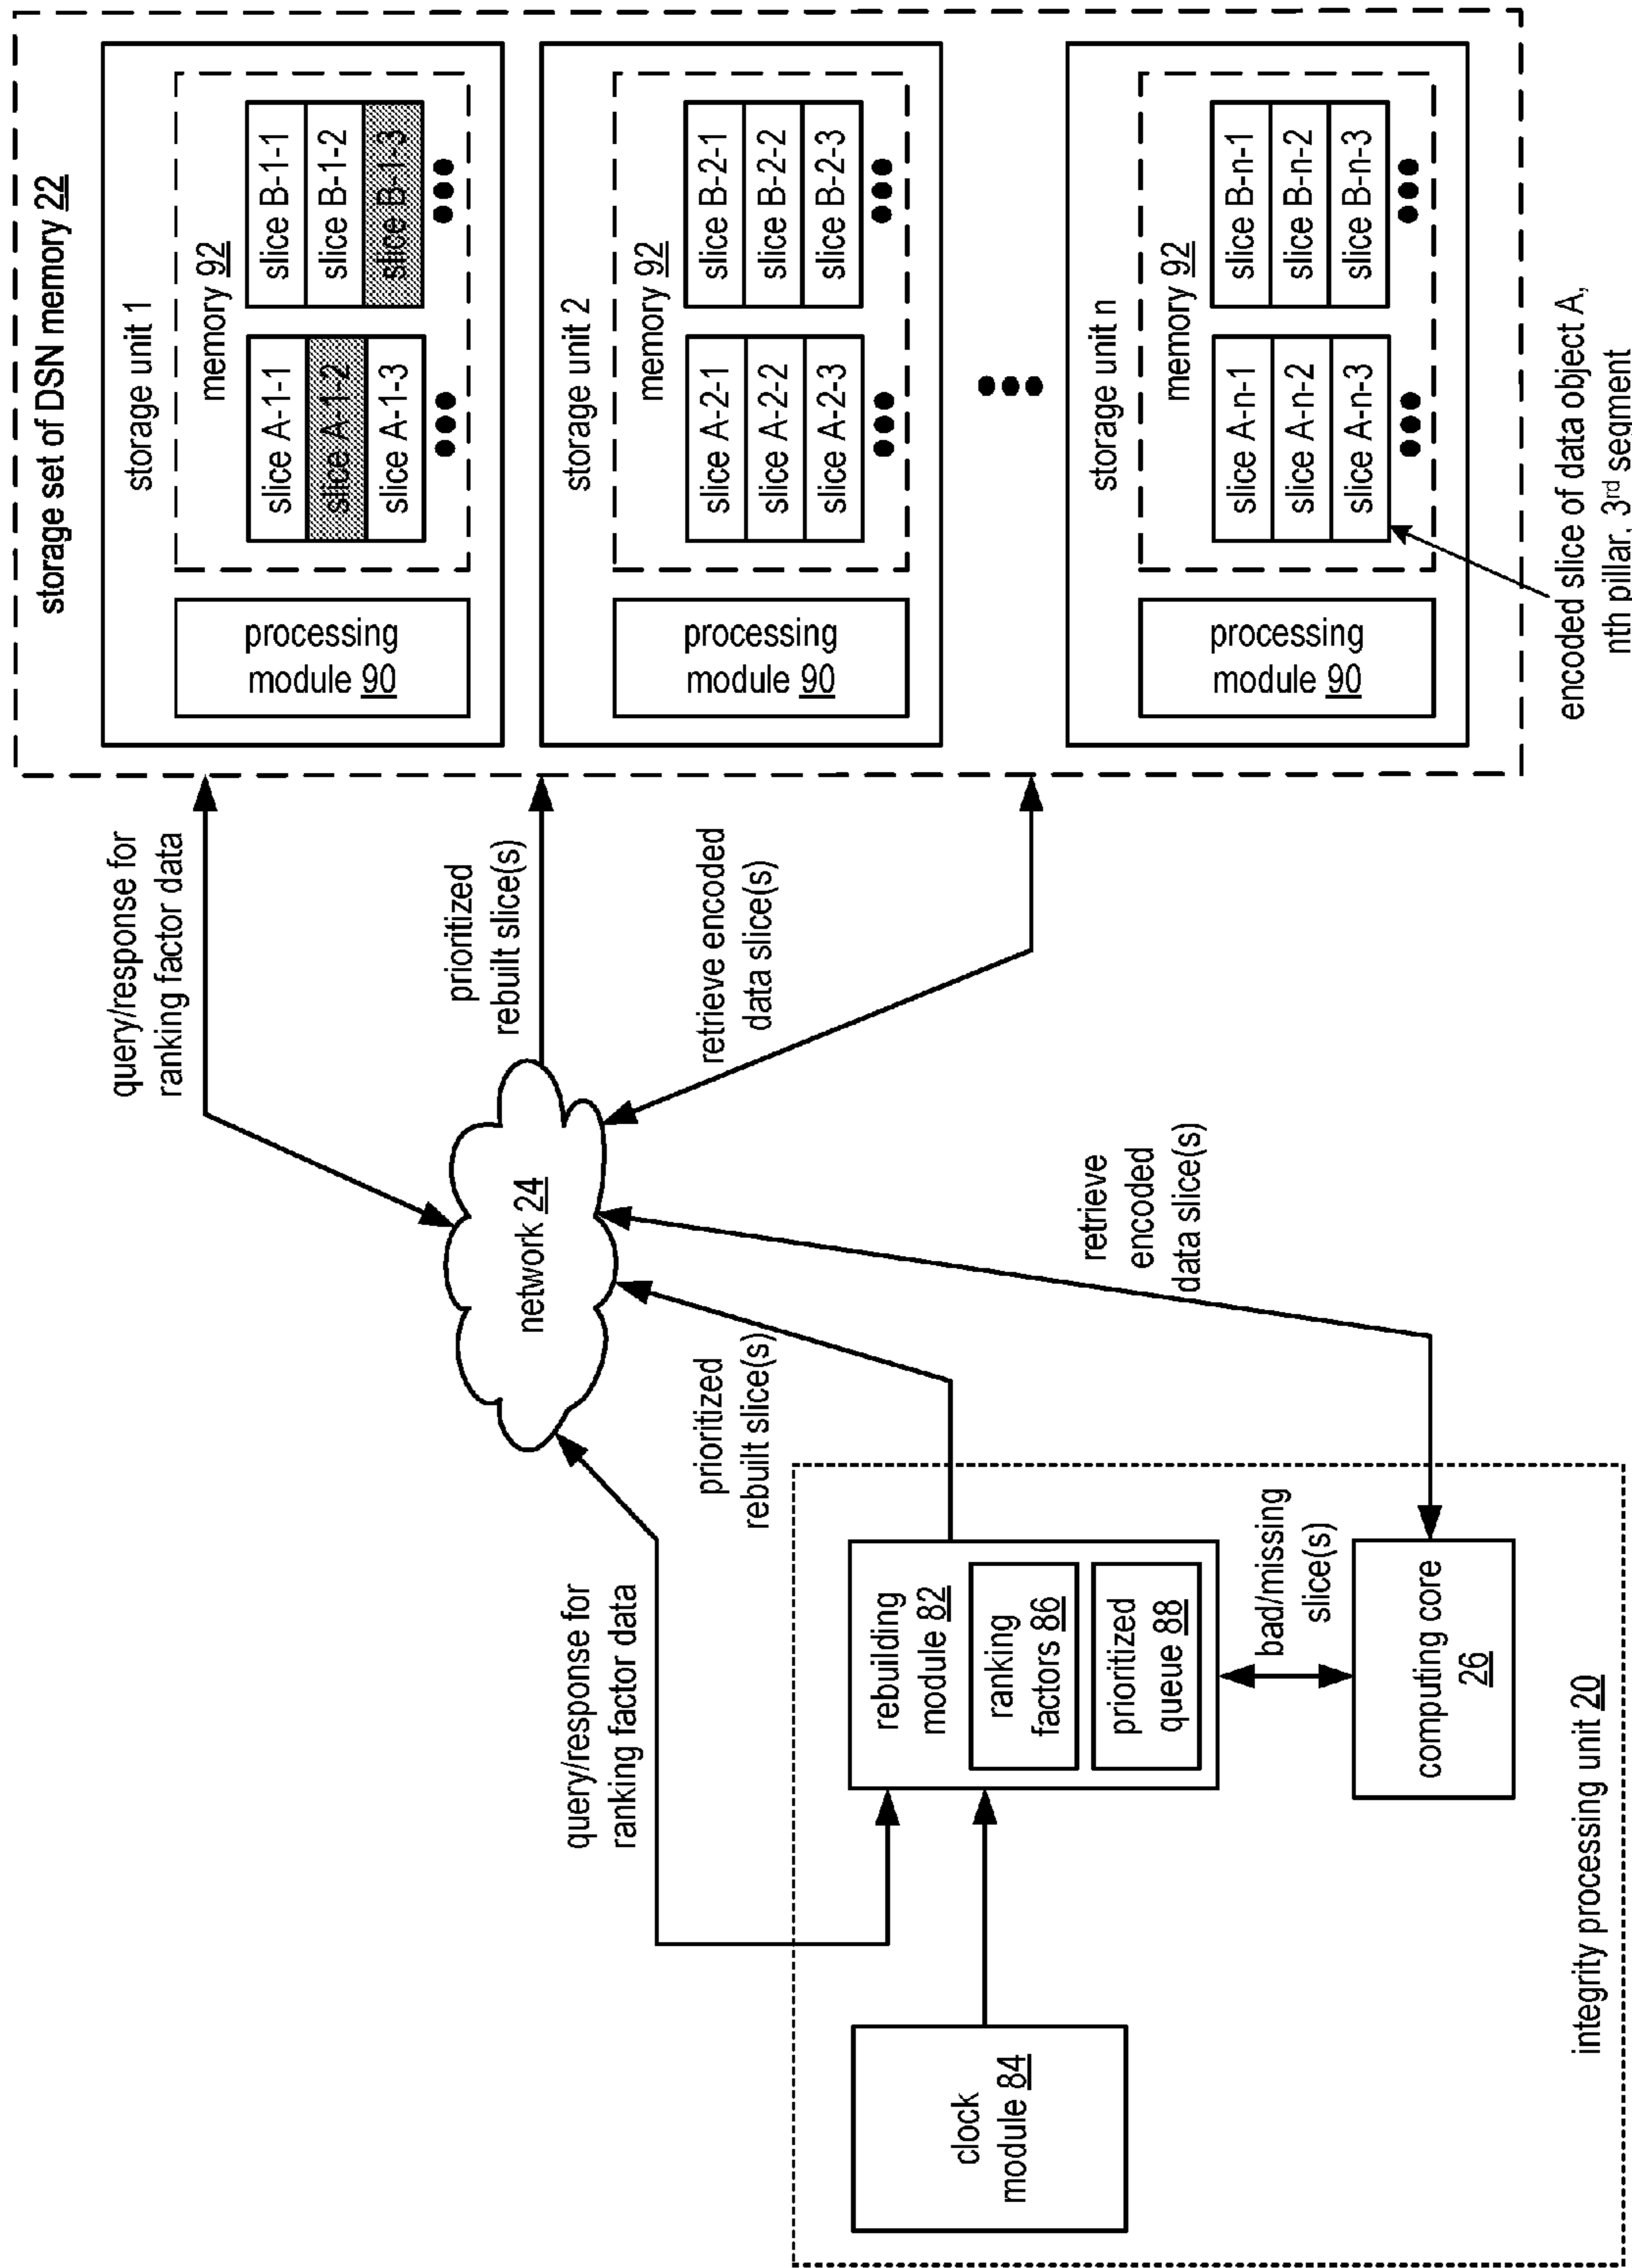 storage set of DSN memory 22
storage unit 1
processing
module 90
memory 92
slice A-1-1
slice A-1-2
slice A-1-3
slice B-1-1
slice B-1-2
slice B-1-3
storage unit 2
processing
module 90
memory 92
slice A-2-1
slice A-2-2
slice A-2-3
slice B-2-1
slice B-2-2
slice B-2-3
storage unit n
processing
module 90
memory 92
slice A-n-1
slice A-n-2
slice A-n-3
slice B-n-1
slice B-n-2
slice B-n-3
encoded slice of data object A,
nth pillar, 3rd segment
query/response for
ranking factor data
prioritized
rebuilt slice(s)
retrieve encoded
data slice(s)
network 24
query/response for
ranking factor data
prioritized
rebuilt slice(s)
retrieve
encoded
data slice(s)
clock
module 84
rebuilding
module 82
ranking
factors 86
prioritized
queue 88
bad/missing
slice(s)
computing core
26
integrity processing unit 20